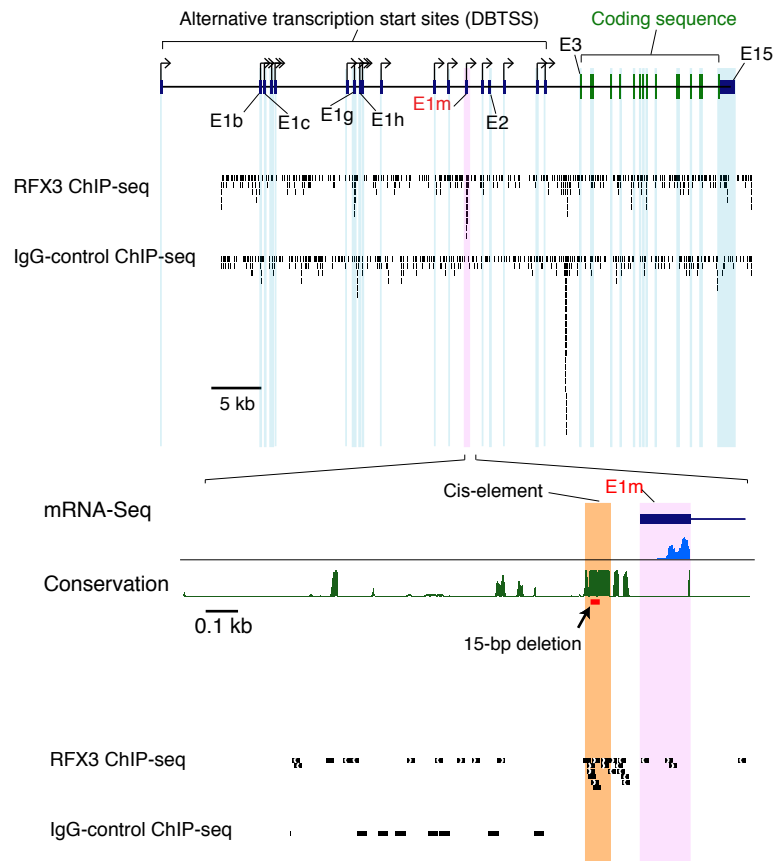 Alternative transcription start sites (DBTSS)
Coding sequence
E3
E15
E1b
E1c
E1g
E1h
E1m
E2
RFX3 ChIP-seq
IgG-control ChIP-seq
5 kb
Cis-element
E1m
mRNA-Seq
Conservation
0.1 kb
15-bp deletion
RFX3 ChIP-seq
IgG-control ChIP-seq